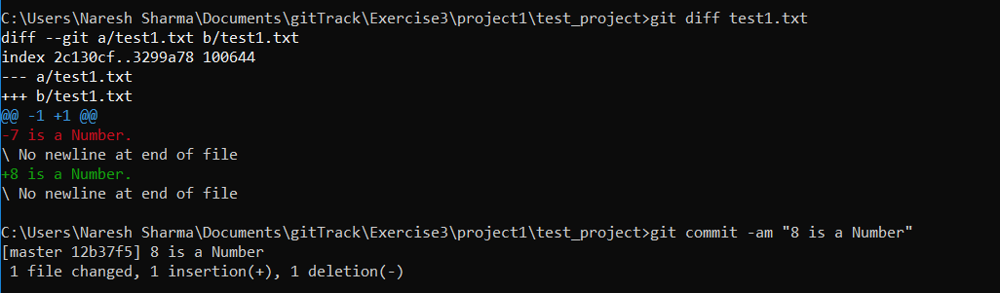 C:\Users\Naresh Sharma\Documents\gitTrack\Exercise3\project1\test_project>git diff test1.txt
diff --git a/test1.txt b/test1.txt
index 2c130cf..3299a78 100644
--- a/test1.txt
+++ b/test1.txt
@@ -1 +1 @@
-7 is a Number.
\ No newline at end of file
+8 is a Number.
\ No newline at end of file
C:\Users\Naresh Sharma\Documents\gitTrack\Exercise3\project1\test_project>git commit -am "8 is a Number"
[master 12b37f5] 8 is a Number
 1 file changed, 1 insertion(+), 1 deletion(-)